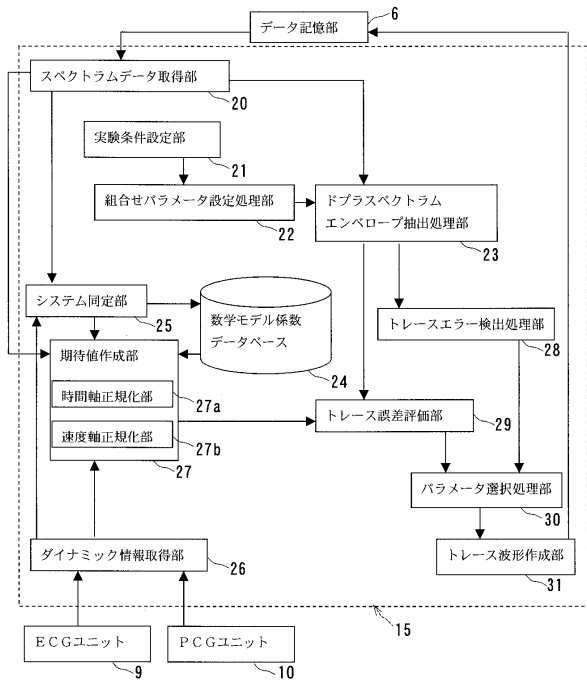 データ記憶部
6
スペクトラムデータ取得部
20
実験条件設定部
21
組合せパラメータ設定処理部
22
ドプラスペクトラム
エンベロープ抽出処理部
23
システム同定部
25
数学モデル係数
データベース
24
トレースエラー検出処理部
28
期待値作成部
時間軸正規化部
27a
速度軸正規化部
27b
27
トレース誤差評価部
29
パラメータ選択処理部
30
ダイナミック情報取得部
26
トレース波形作成部
31
15
ECGユニット
9
PCGユニット
10